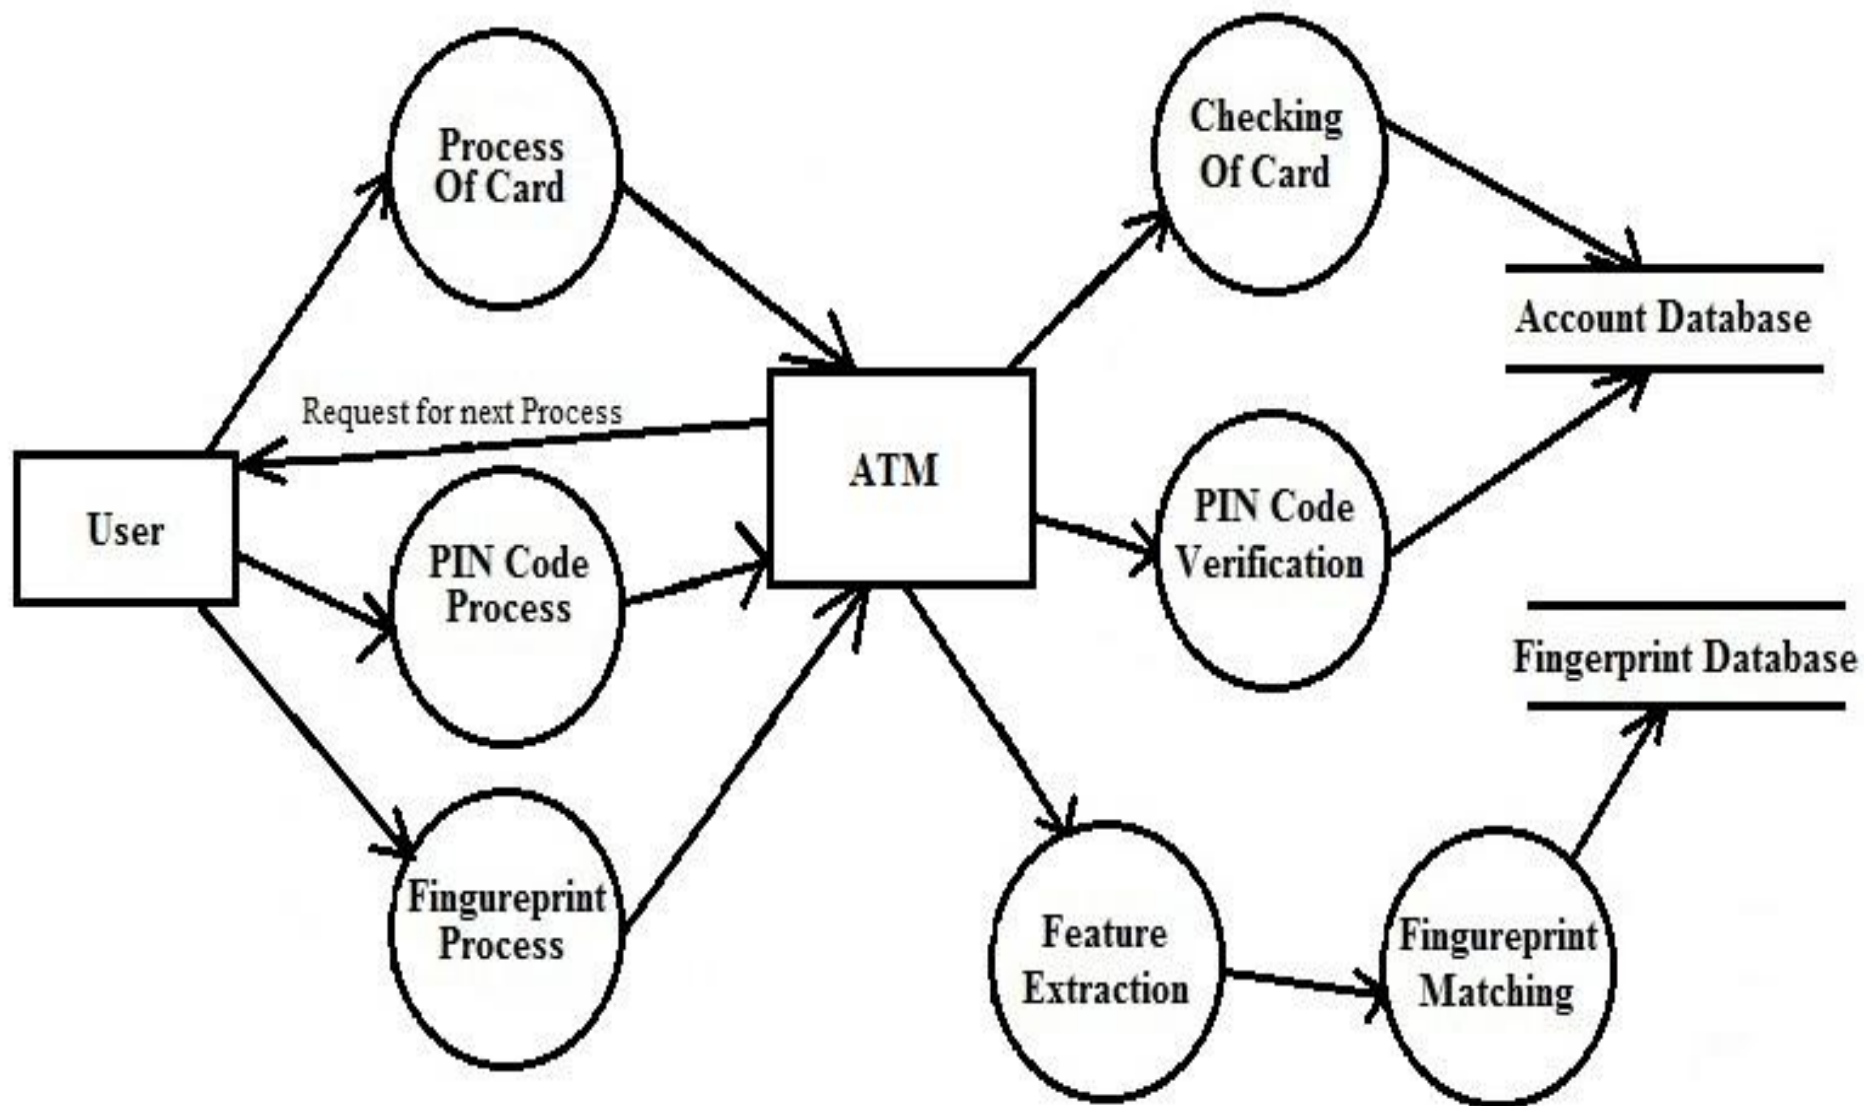 Process
Of Card
Checking
Of Card
Account Database
Request for next Process
ATM
User
PIN Code
Process
PIN Code
Verification
Fingerprint Database
Fingureprint
Process
Feature
Extraction
Fingureprint
Matching